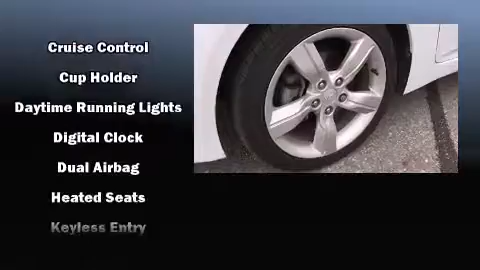 Cruise Control
Cup Holder
Daytime Running Lights
Digital Clock
Dual Airbag
Heated Seats
Keyless Entry